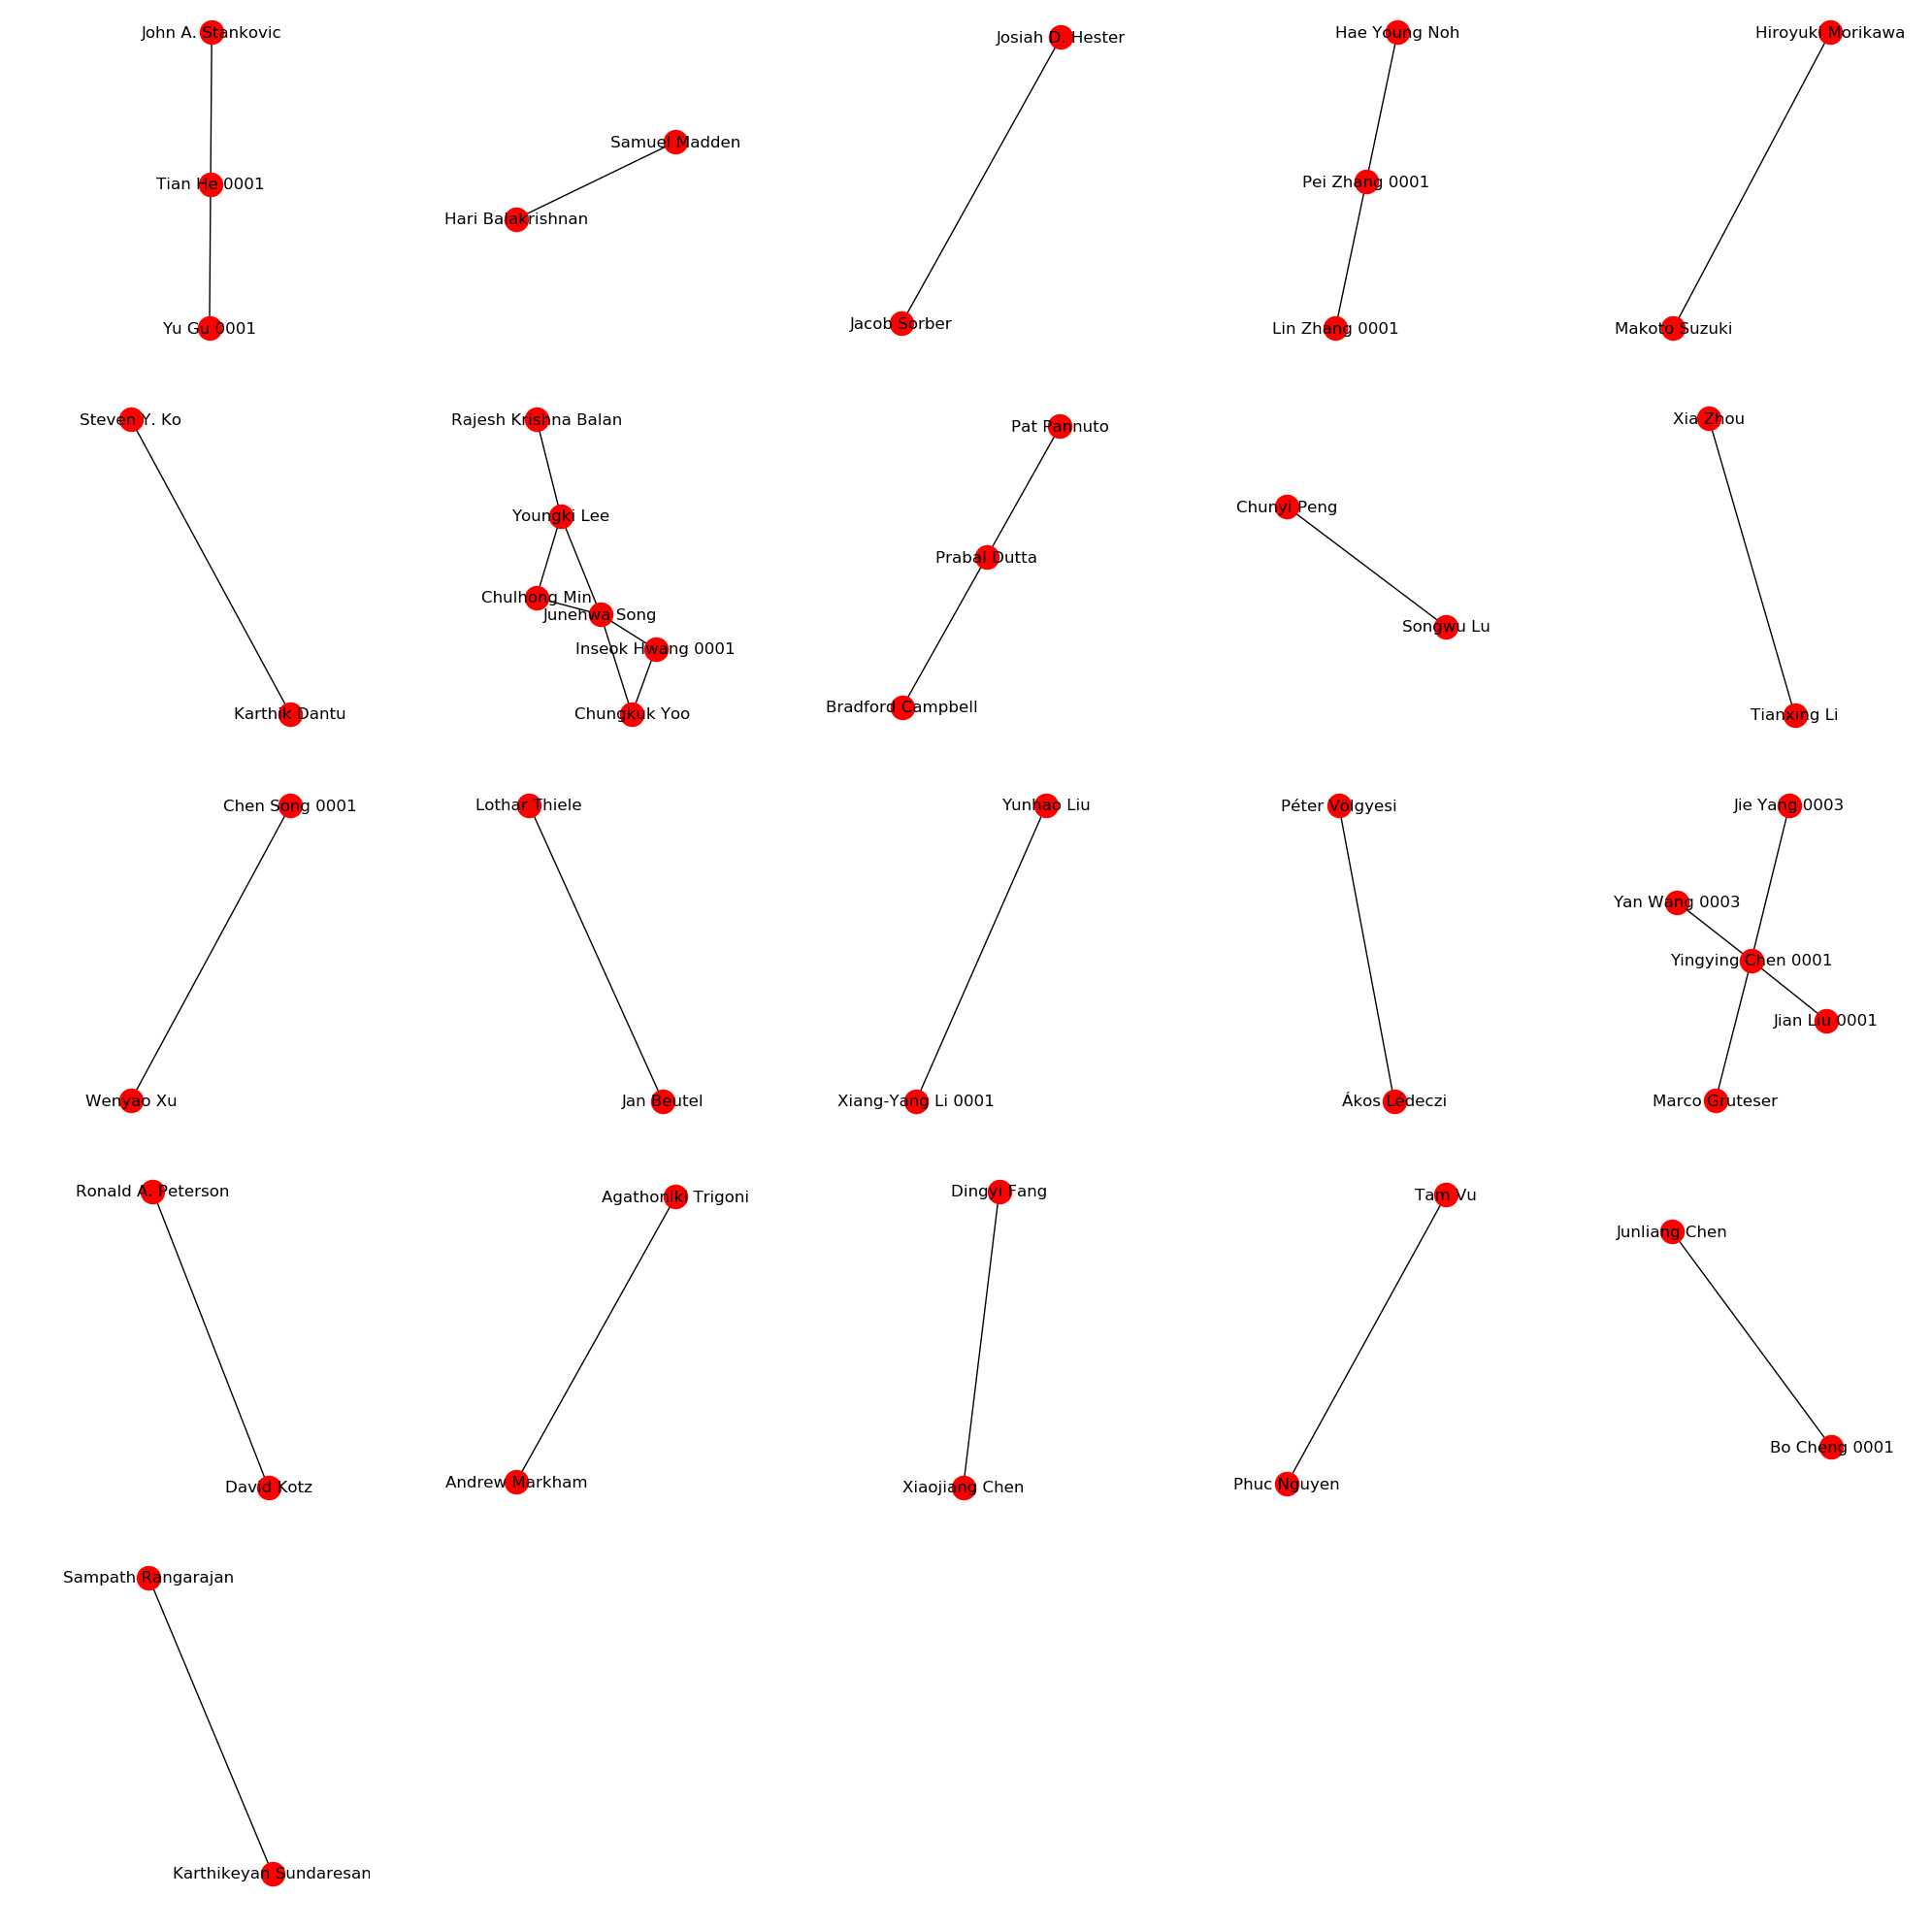 John A. Stankovic
Tian He 0001
Yu Gu 0001
Samuel Madden
Hari Balakrishnan
Josiah D. Hester
Jacob Sorber
Hae Young Noh
Pei Zhang 0001
Lin Zhang 0001
Hiroyuki Morikawa
Makoto Suzuki
Steven Y. Ko
Karthik Dantu
Rajesh Krishna Balan
Youngki Lee
Chulhong Min
Junehwa Song
Inseok Hwang 0001
Chungkuk Yoo
Pat Pannuto
Prabal Dutta
Bradford Campbell
Chunyi Peng
Songwu Lu
Xia Zhou
Tianxing Li
Chen Song 0001
Wenyao Xu
Lothar Thiele
Jan Beutel
Yunhao Liu
Xiang-Yang Li 0001
Péter Völgyesi
Ákos Lédeczi
Jie Yang 0003
Yan Wang 0003
Yingying Chen 0001
Jian Liu 0001
Marco Gruteser
Ronald A. Peterson
David Kotz
Agathoniki Trigoni
Andrew Markham
Dingyi Fang
Xiaojiang Chen
Tam Vu
Phuc Nguyen
Junliang Chen
Bo Cheng 0001
Sampath Rangarajan
Karthikeyan Sundaresan